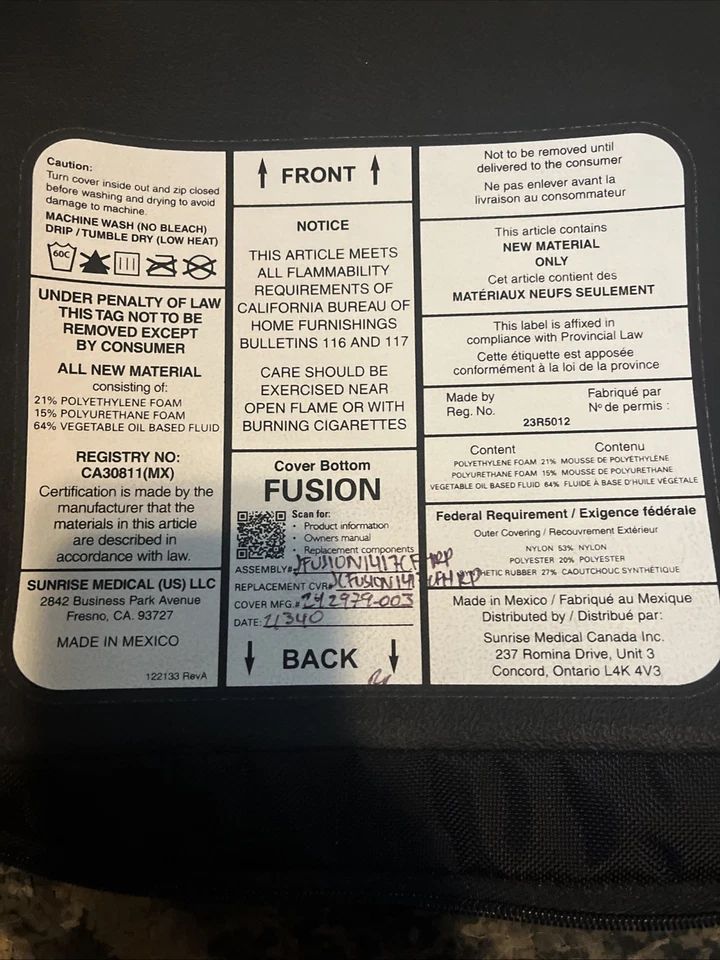 Caution:
Turn cover inside out and zip closed
before washing and drying to avoid
damage to machine.
MACHINE WASH (NO BLEACH)
DRIP / TUMBLE DRY (LOW HEAT)
60C
UNDER PENALTY OF LAW
THIS TAG NOT TO BE
REMOVED EXCEPT
BY CONSUMER
ALL NEW MATERIAL
consisting of:
21% POLYETHYLENE FOAM
15% POLYURETHANE FOAM
64% VEGETABLE OIL BASED FLUID
REGISTRY NO:
CA30811(MX)
Certification is made by the
manufacturer that the
materials in this article
are described in
accordance with law.
SUNRISE MEDICAL (US) LLC
2842 Business Park Avenue
Fresno, CA. 93727
MADE IN MEXICO
122133 RevA
FRONT
NOTICE
THIS ARTICLE MEETS
ALL FLAMMABILITY
REQUIREMENTS OF
CALIFORNIA BUREAU OF
HOME FURNISHINGS
BULLETINS 116 AND 117
CARE SHOULD BE
EXERCISED NEAR
OPEN FLAME OR WITH
BURNING CIGARETTES
Cover Bottom
FUSION
Scan for:
• Product information
• Owners manual
• Replacement components
ASSEMBLY#
REPLACEMENT CVR#
COVER MFG.# 242979-003
DATE: 21340
BACK
Not to be removed until
delivered to the consumer
Ne pas enlever avant la
livraison au consommateur
This article contains
NEW MATERIAL
ONLY
Cet article contient des
MATÉRIAUX NEUFS SEULEMENT
This label is affixed in
compliance with Provincial Law
Cette étiquette est apposée
conformément à la loi de la province
Made by Fabriqué par
Reg. No. Nº de permis :
23R5012
Content Contenu
POLYETHYLENE FOAM 21% MOUSSE DE POLYÉTHYLÈNE
POLYURETHANE FOAM 15% MOUSSE DE POLYURETHANE
VEGETABLE OIL BASED FLUID 64% FLUIDE À BASE D'HUILE VÉGÉTALE
Federal Requirement / Exigence fédérale
Outer Covering / Recouvrement Extérieur
NYLON 53% NYLON
POLYESTER 20% POLYESTER
RUBBER 27% CAOUTCHOUC SYNTHÉTIQUE
Made in Mexico / Fabriqué au Mexique
Distributed by / Distribué par:
Sunrise Medical Canada Inc.
237 Romina Drive, Unit 3
Concord, Ontario L4K 4V3